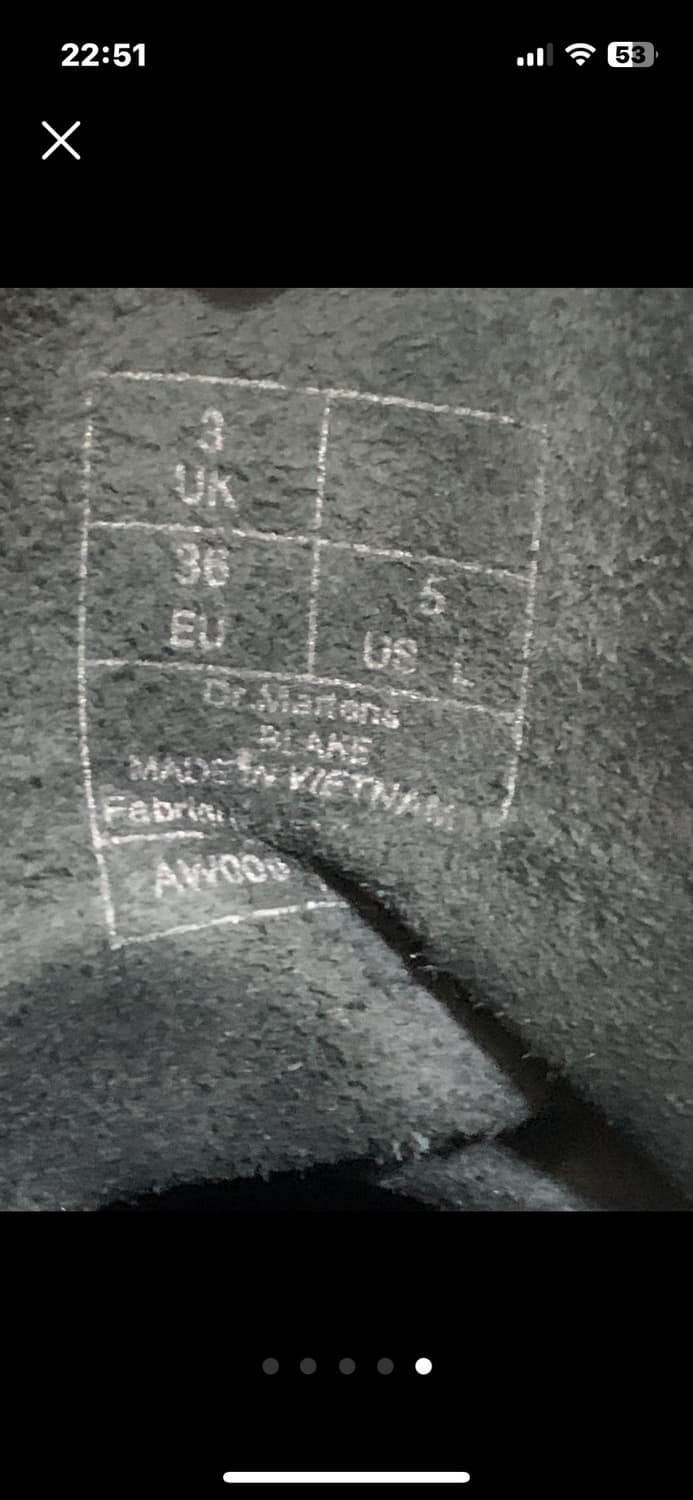 22:51
53
3
UK
36
EU
5
US L
Dr.Martens
BLAKE
MADE IN VIETNAM